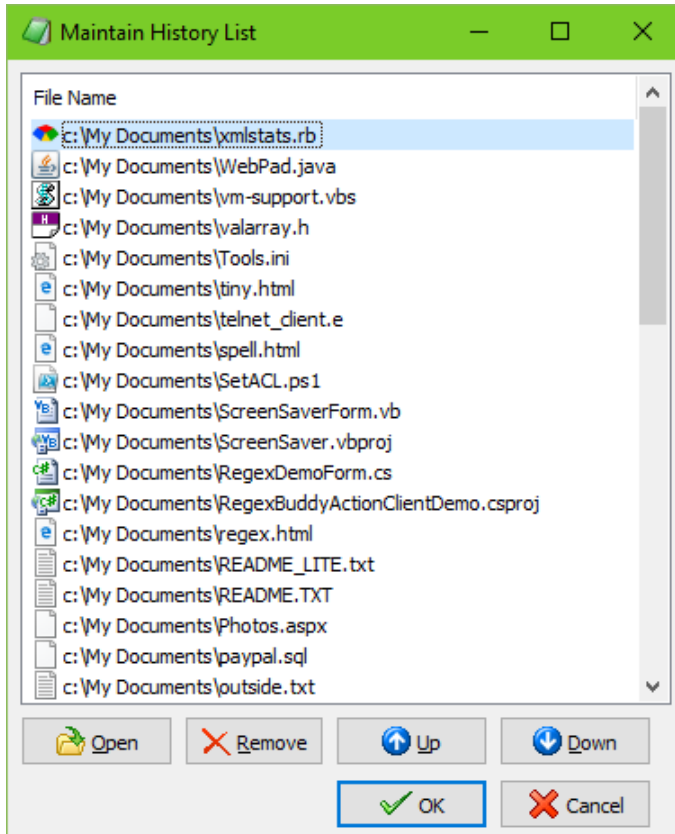 Maintain History List
File Name
c:\My Documents\xmlstats.rb
c:\My Documents\WebPad.java
c:\My Documents\vm-support.vbs
c:\My Documents\valarray.h
c:\My Documents\Tools.ini
c:\My Documents\tiny.html
c:\My Documents\telnet_client.e
c:\My Documents\spell.html
c:\My Documents\SetACL.ps1
c:\My Documents\ScreenSaverForm.vb
c:\My Documents\ScreenSaver.vbproj
c:\My Documents\RegexDemoForm.cs
c:\My Documents\RegexBuddyActionClientDemo.csproj
c:\My Documents\regex.html
c:\My Documents\README_LITE.txt
c:\My Documents\README.TXT
c:\My Documents\Photos.aspx
c:\My Documents\paypal.sql
c:\My Documents\outside.txt
Open Remove Up Down
OK Cancel